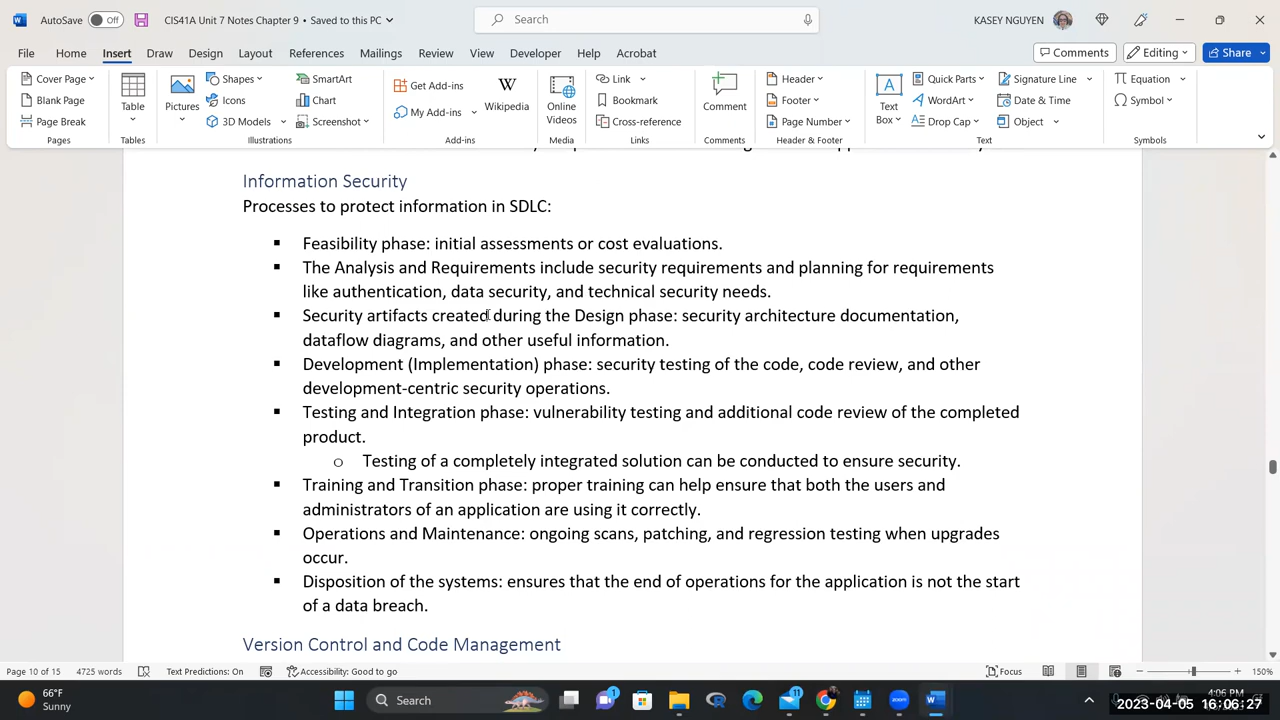 AutoSave Off CIS41A Unit 7 Notes Chapter 9 • Saved to this PC Search KASEY NGUYEN
File Home Insert Draw Design Layout References Mailings Review View Developer Help Acrobat Comments Editing Share
Cover Page Shapes SmartArt Get Add-ins Link Header Quick Parts Signature Line Equation
Blank Page Table Pictures Icons Chart Wikipedia Online Videos Bookmark Comment Footer Text Box WordArt Date & Time Symbol
Page Break 3D Models Screenshot My Add-ins Cross-reference Page Number Drop Cap Object
Pages Tables Illustrations Add-ins Media Links Comments Header & Footer Text Symbols
Information Security
Processes to protect information in SDLC:
▪ Feasibility phase: initial assessments or cost evaluations.
▪ The Analysis and Requirements include security requirements and planning for requirements
like authentication, data security, and technical security needs.
▪ Security artifacts created during the Design phase: security architecture documentation,
dataflow diagrams, and other useful information.
▪ Development (Implementation) phase: security testing of the code, code review, and other
development-centric security operations.
▪ Testing and Integration phase: vulnerability testing and additional code review of the completed
product.
o Testing of a completely integrated solution can be conducted to ensure security.
▪ Training and Transition phase: proper training can help ensure that both the users and
administrators of an application are using it correctly.
▪ Operations and Maintenance: ongoing scans, patching, and regression testing when upgrades
occur.
▪ Disposition of the systems: ensures that the end of operations for the application is not the start
of a data breach.
Version Control and Code Management
Page 10 of 15 4725 words Text Predictions: On Accessibility: Good to go Focus 150%
66°F
Sunny
Search
1
11
zoom
4:06 PM
2023-04-05 16:06:27